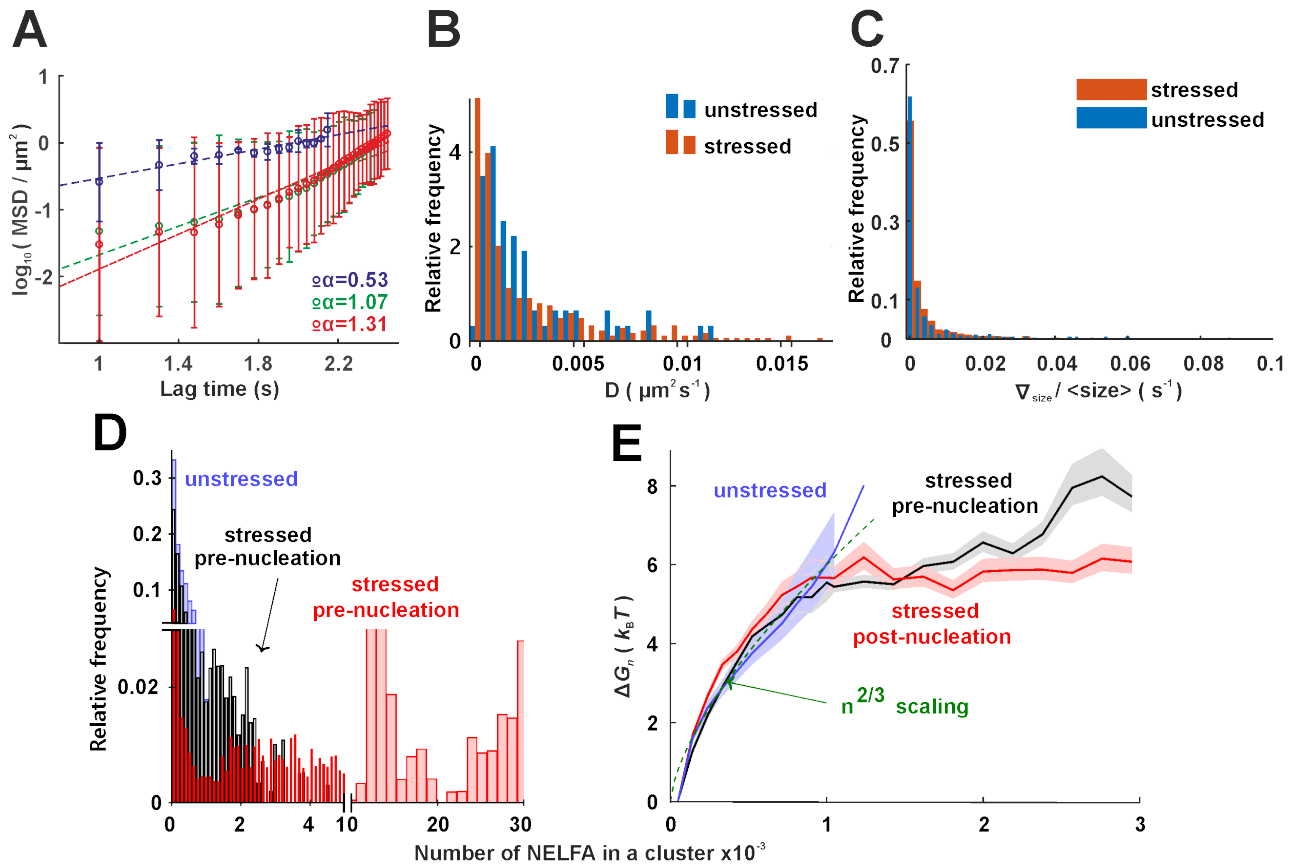 A
log₁₀( MSD / µm²)
1
0
-1
-2
1
1.4
1.8
2.2
Lag time (s)
α=0.53
α=1.07
α=1.31
B
Relative frequency
4
2
0
0
0.005
0.01
0.015
D ( µm² s⁻¹)
unstressed
stressed
C
Relative frequency
0.7
0.5
0.3
0.1
0
0
0.02
0.04
0.06
0.08
0.1
∇size / <size> ( s⁻¹)
stressed
unstressed
D
Relative frequency
0.3
0.2
0.1
0.02
0
unstressed
stressed
pre-nucleation
stressed
pre-nucleation
0
2
4
10
20
30
Number of NELFA in a cluster x10⁻³
E
ΔGₙ ( k_BT )
8
6
4
2
0
0
1
2
3
unstressed
stressed
pre-nucleation
stressed
post-nucleation
n²/³ scaling